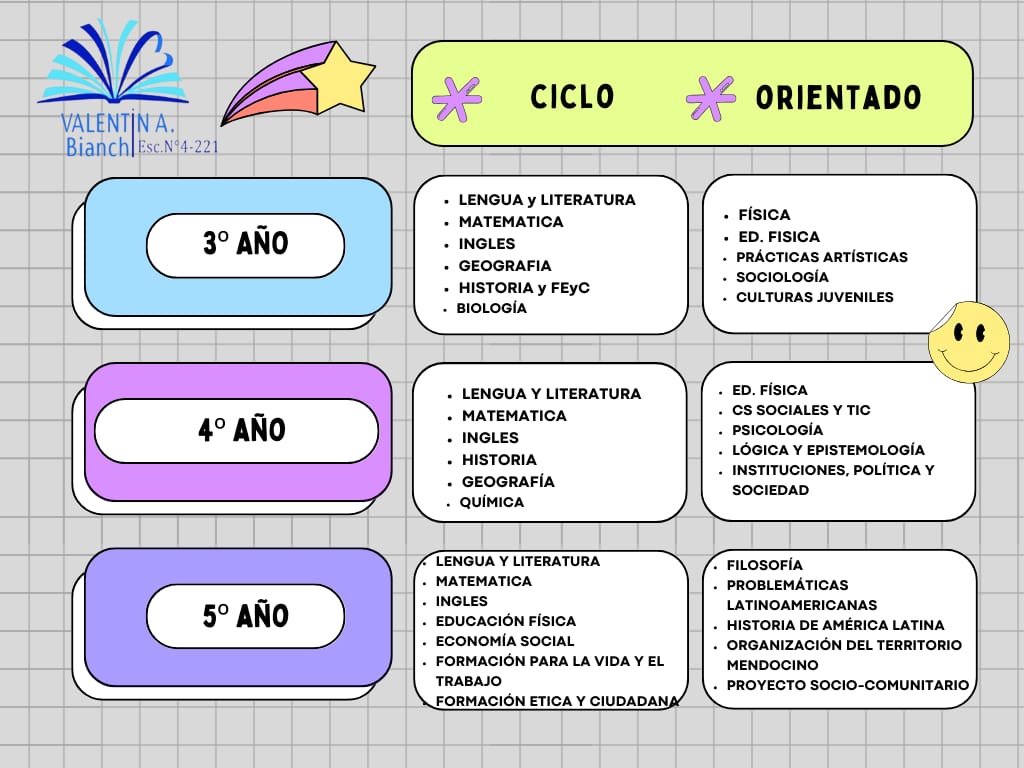 VALENTIN A.
Bianchi Esc.N°4-221
CICLO ORIENTADO
3° AÑO
LENGUA y LITERATURA
MATEMATICA
INGLES
GEOGRAFIA
HISTORIA y FEyC
BIOLOGÍA
FÍSICA
ED. FISICA
PRÁCTICAS ARTÍSTICAS
SOCIOLOGÍA
CULTURAS JUVENILES
4° AÑO
LENGUA Y LITERATURA
MATEMATICA
INGLES
HISTORIA
GEOGRAFÍA
QUÍMICA
ED. FÍSICA
CS SOCIALES Y TIC
PSICOLOGÍA
LÓGICA Y EPISTEMOLOGÍA
INSTITUCIONES, POLÍTICA Y
SOCIEDAD
5° AÑO
LENGUA Y LITERATURA
MATEMATICA
INGLES
EDUCACIÓN FÍSICA
ECONOMÍA SOCIAL
FORMACIÓN PARA LA VIDA Y EL
TRABAJO
FORMACIÓN ETICA Y CIUDADANA
FILOSOFÍA
PROBLEMÁTICAS
LATINOAMERICANAS
HISTORIA DE AMÉRICA LATINA
ORGANIZACIÓN DEL TERRITORIO
MENDOCINO
PROYECTO SOCIO-COMUNITARIO